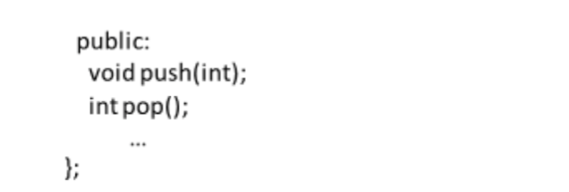 public:
void push(int);
int pop();
...
};